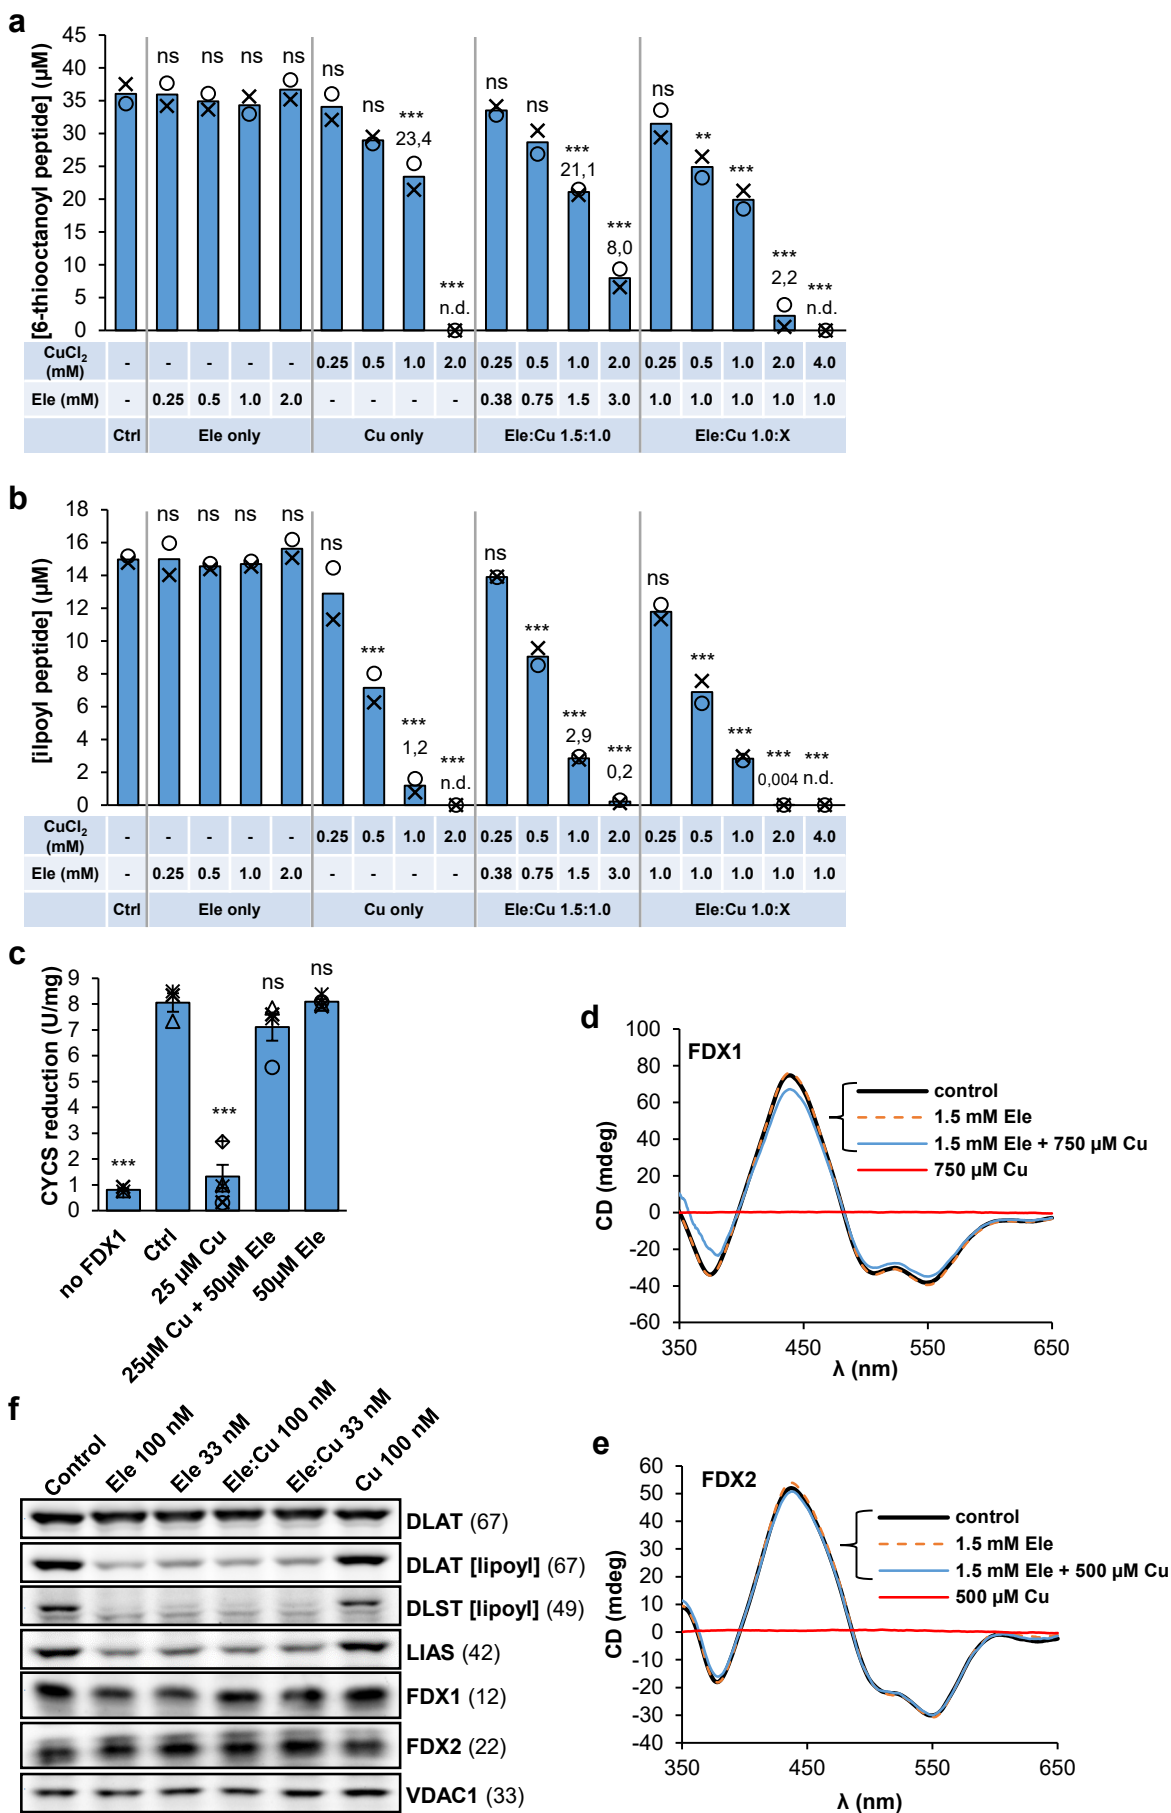 a
[6-thiooctanoyl peptide] (µM)
45
40
35
30
25
20
15
10
5
0
ns
ns ns ns ns
ns
ns
***
23,4
***
n.d.
ns
ns
***
21,1
***
8,0
ns
**
***
***
2,2
***
n.d.
CuCl2 (mM) - - - - - 0.25 0.5 1.0 2.0 0.25 0.5 1.0 2.0 0.25 0.5 1.0 2.0 4.0
Ele (mM) - 0.25 0.5 1.0 2.0 - - - - 0.38 0.75 1.5 3.0 1.0 1.0 1.0 1.0 1.0
Ctrl Ele only Cu only Ele:Cu 1.5:1.0 Ele:Cu 1.0:X
b
[ilpoyl peptide] (µM)
18
16
14
12
10
8
6
4
2
0
ns ns ns ns
ns
***
***
1,2
***
n.d.
ns
***
***
2,9
***
0,2
ns
***
***
***
0,004
***
n.d.
CuCl2 (mM) - - - - - 0.25 0.5 1.0 2.0 0.25 0.5 1.0 2.0 0.25 0.5 1.0 2.0 4.0
Ele (mM) - 0.25 0.5 1.0 2.0 - - - - 0.38 0.75 1.5 3.0 1.0 1.0 1.0 1.0 1.0
Ctrl Ele only Cu only Ele:Cu 1.5:1.0 Ele:Cu 1.0:X
c
CYCS reduction (U/mg)
9
8
7
6
5
4
3
2
1
0
***
***
ns
ns
no FDX1
Ctrl
25 µM Cu
25µM Cu + 50µM Ele
50µM Ele
d
FDX1
CD (mdeg)
100
80
60
40
20
0
-20
-40
-60
control
1.5 mM Ele
1.5 mM Ele + 750 µM Cu
750 µM Cu
350 450 550 650
λ (nm)
f
Control
Ele 100 nM
Ele 33 nM
Ele:Cu 100 nM
Ele:Cu 33 nM
Cu 100 nM
DLAT (67)
DLAT [lipoyl] (67)
DLST [lipoyl] (49)
LIAS (42)
FDX1 (12)
FDX2 (22)
VDAC1 (33)
e
FDX2
CD (mdeg)
60
50
40
30
20
10
0
-10
-20
-30
-40
control
1.5 mM Ele
1.5 mM Ele + 500 µM Cu
500 µM Cu
350 450 550 650
λ (nm)